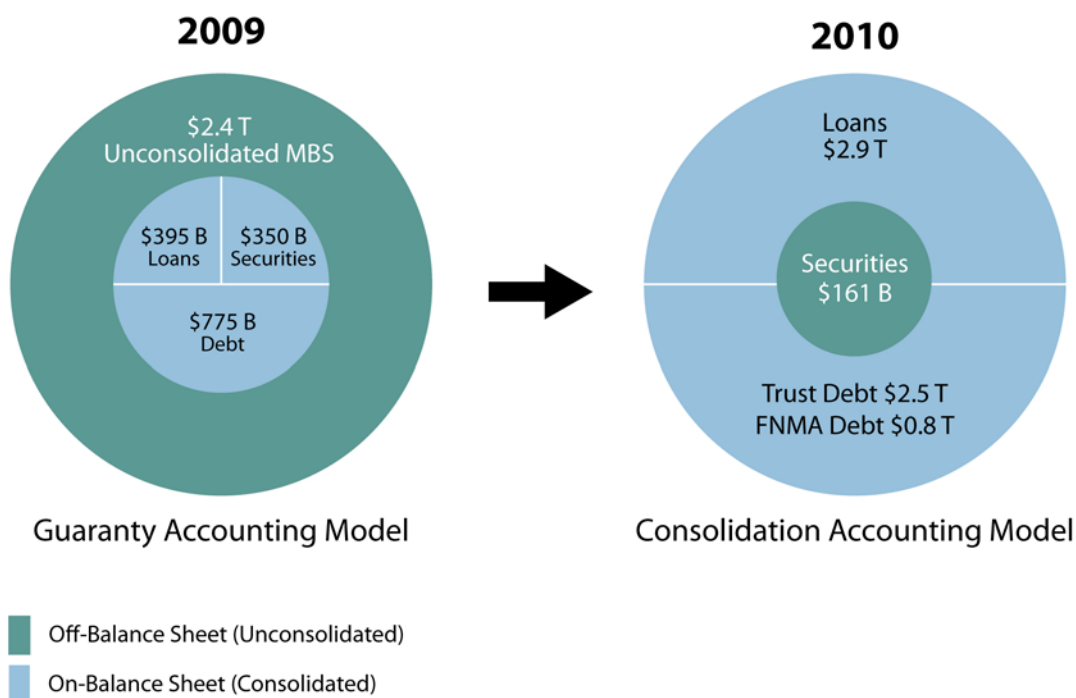 2009
$2.4 T
Unconsolidated MBS
$395 B
Loans
$350 B
Securities
$775 B
Debt
Guaranty Accounting Model
2010
Loans
$2.9 T
Securities
$161 B
Trust Debt $2.5 T
FNMA Debt $0.8 T
Consolidation Accounting Model
Off-Balance Sheet (Unconsolidated)
On-Balance Sheet (Consolidated)